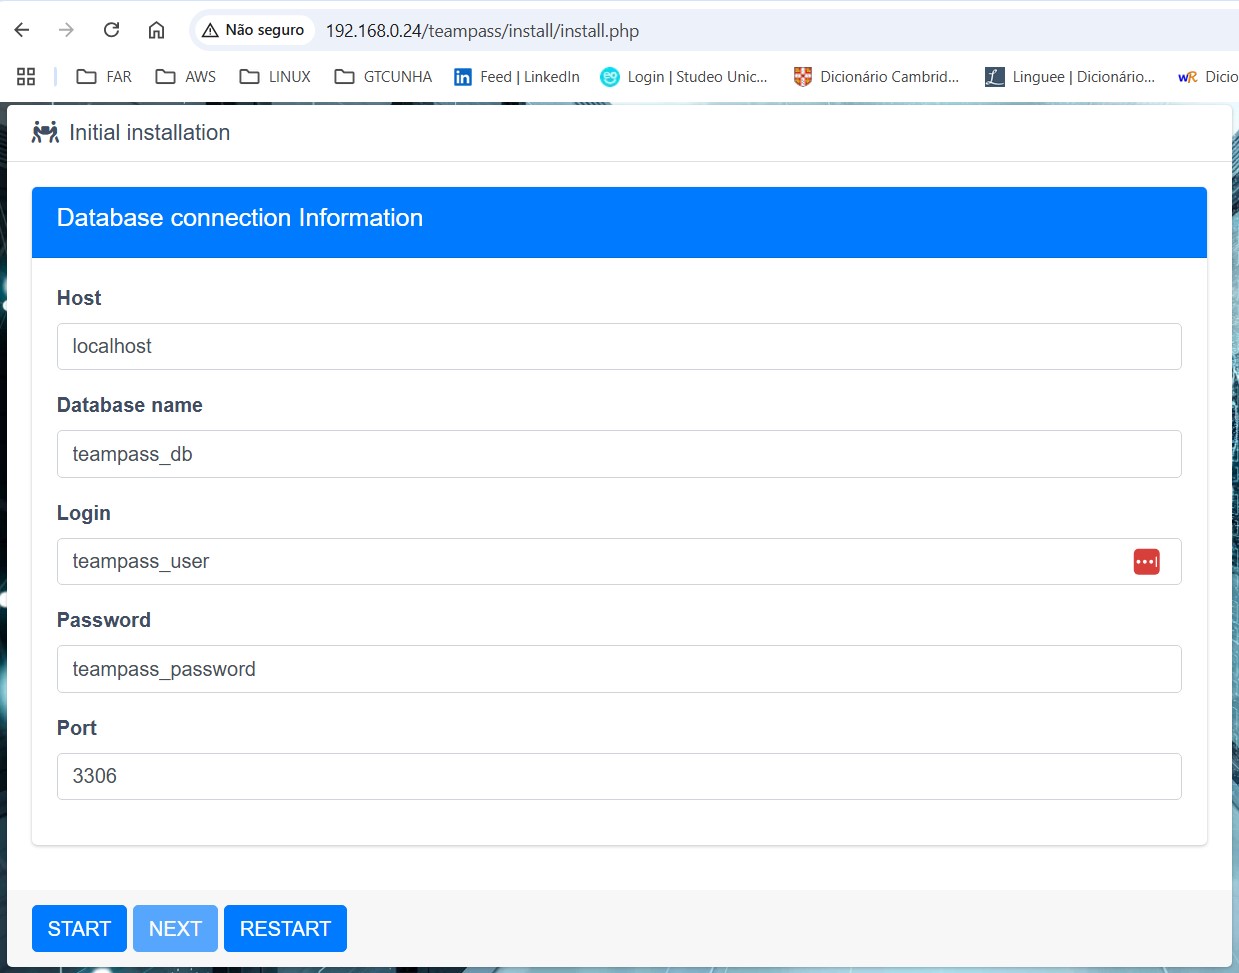 Não seguro 192.168.0.24/teampass/install/install.php
FAR AWS LINUX GTCUNHA in Feed | LinkedIn Login | Studeo Unic... Dicionário Cambrid... Linguee | Dicionário... wR Dicio
Initial installation
Database connection Information
Host
localhost
Database name
teampass_db
Login
teampass_user
Password
teampass_password
Port
3306
START NEXT RESTART